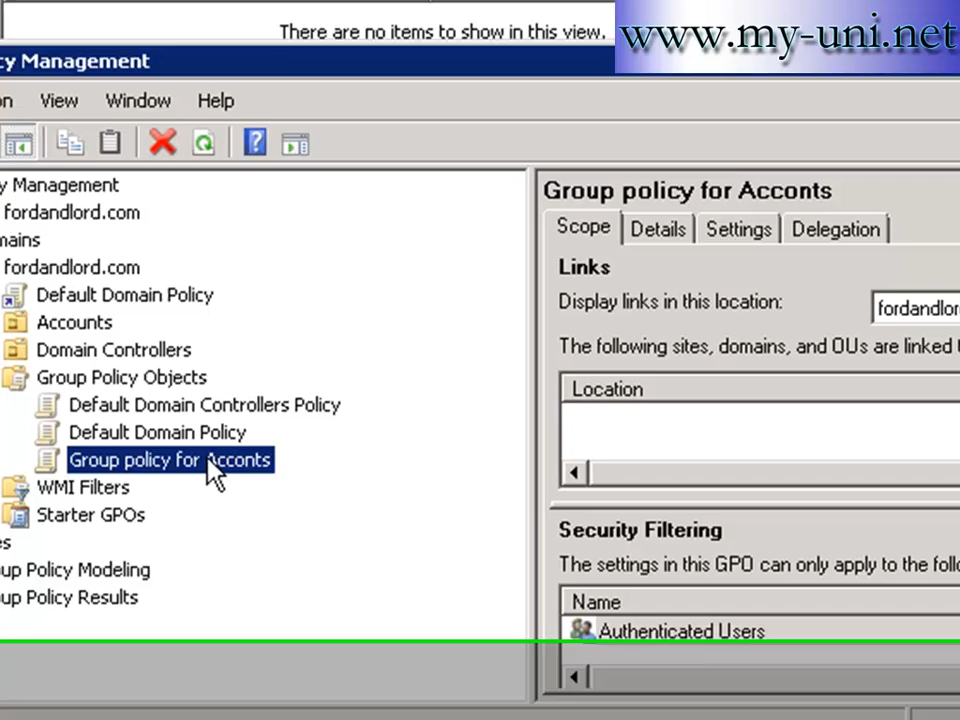 There are no items to show in this view.
www.my-uni.net
cy Management
on View Window Help
y Management
fordandlord.com
mains
fordandlord.com
Default Domain Policy
Accounts
Domain Controllers
Group Policy Objects
Default Domain Controllers Policy
Default Domain Policy
Group policy for Acconts
WMI Filters
Starter GPOs
es
up Policy Modeling
up Policy Results
Group policy for Acconts
Scope Details Settings Delegation
Links
Display links in this location:
fordandlor
The following sites, domains, and OUs are linked t
Location
Security Filtering
The settings in this GPO can only apply to the follo
Name
Authenticated Users